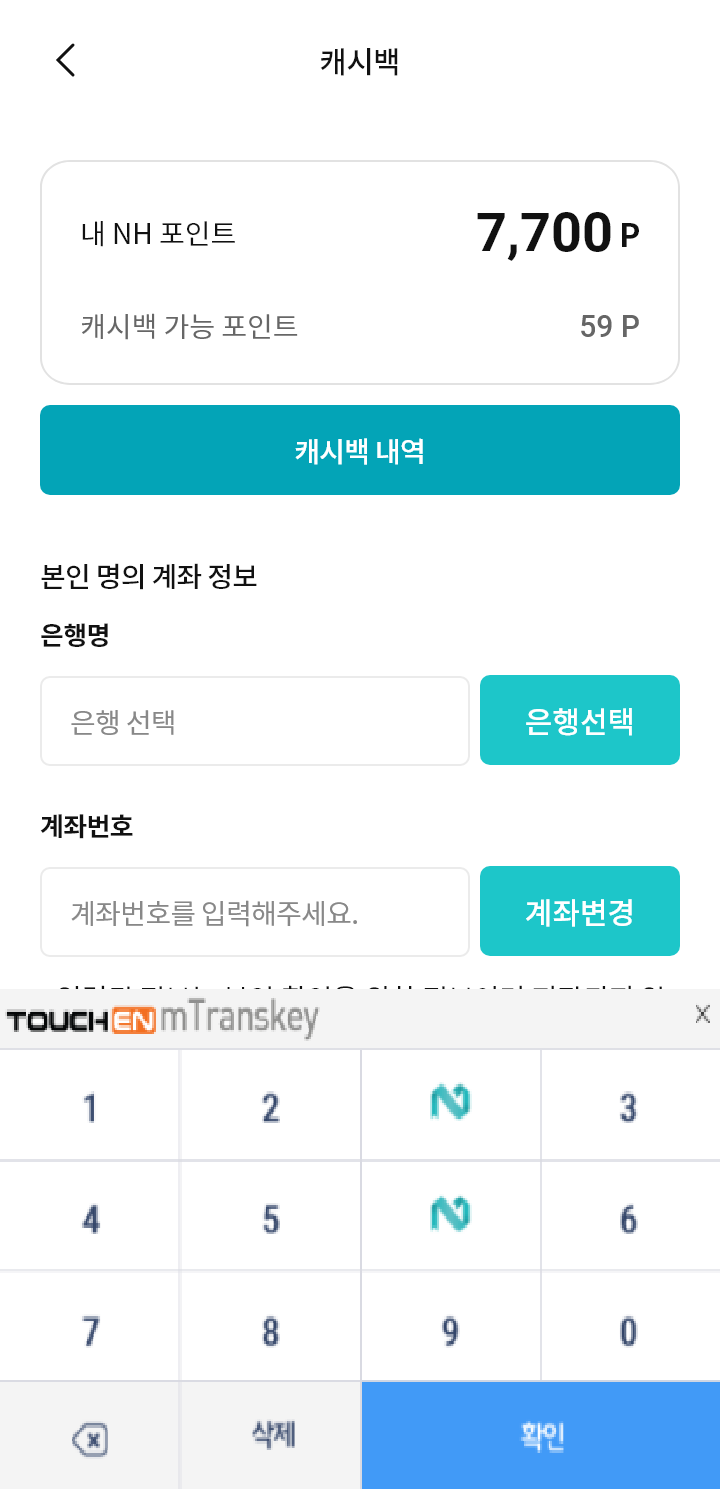 캐시백
내 NH 포인트 7,700 P
캐시백 가능 포인트 59 P
캐시백 내역
본인 명의 계좌 정보
은행명
은행 선택 은행선택
계좌번호
계좌번호를 입력해주세요. 계좌변경
TOUCH EN mTranskey X
1 2 3
4 5 6
7 8 9 0
삭제 확인